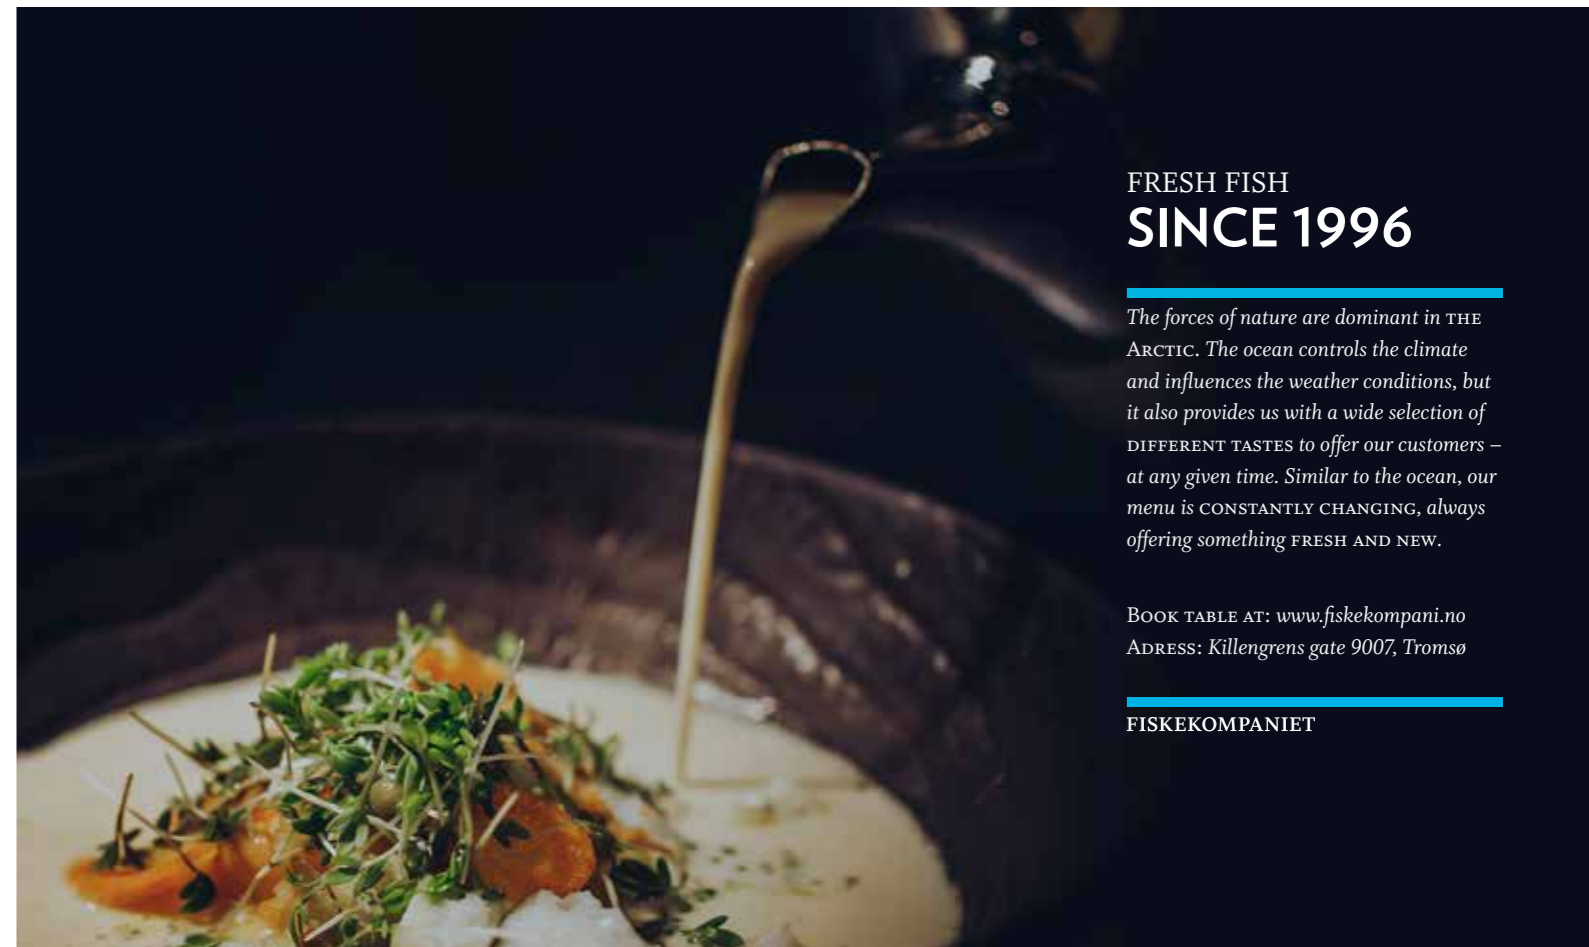 FRESH FISH
SINCE 1996
The forces of nature are dominant in THE
ARCTIC. The ocean controls the climate
and influences the weather conditions, but
it also provides us with a wide selection of
DIFFERENT TASTES to offer our customers –
at any given time. Similar to the ocean, our
menu is CONSTANTLY CHANGING, always
offering something FRESH AND NEW.
BOOK TABLE AT: www.fiskekompani.no
ADRESS: Killengrens gate 9007, Tromsø
FISKEKOMPANIET